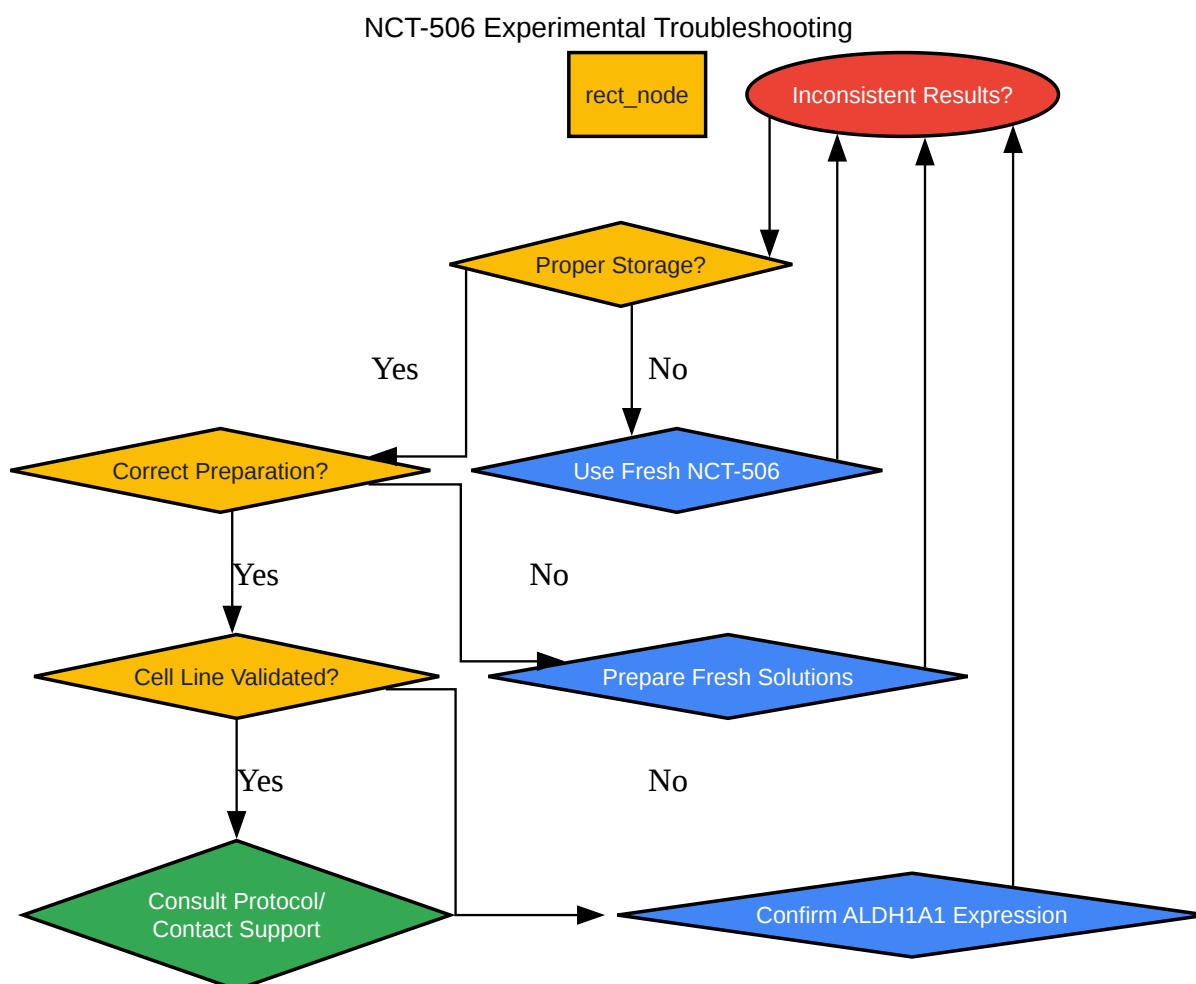 NCT-506 Experimental Troubleshooting
rect_node
Inconsistent Results?
Proper Storage?
Yes
No
Correct Preparation?
Use Fresh NCT-506
Yes
No
Cell Line Validated?
Prepare Fresh Solutions
Yes
No
Consult Protocol/
Contact Support
Confirm ALDH1A1 Expression